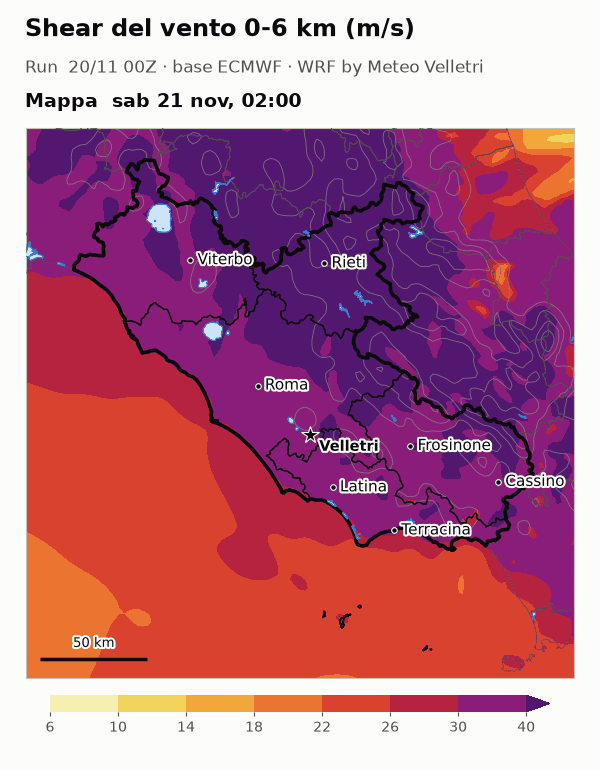 Shear del vento 0-6 km (m/s)
Run 20/11 00Z · base ECMWF · WRF by Meteo Velletri
Mappa sab 21 nov, 02:00
Viterbo
Rieti
Roma
Velletri
Frosinone
Latina
Cassino
Terracina
50 km
6 10 14 18 22 26 30 40